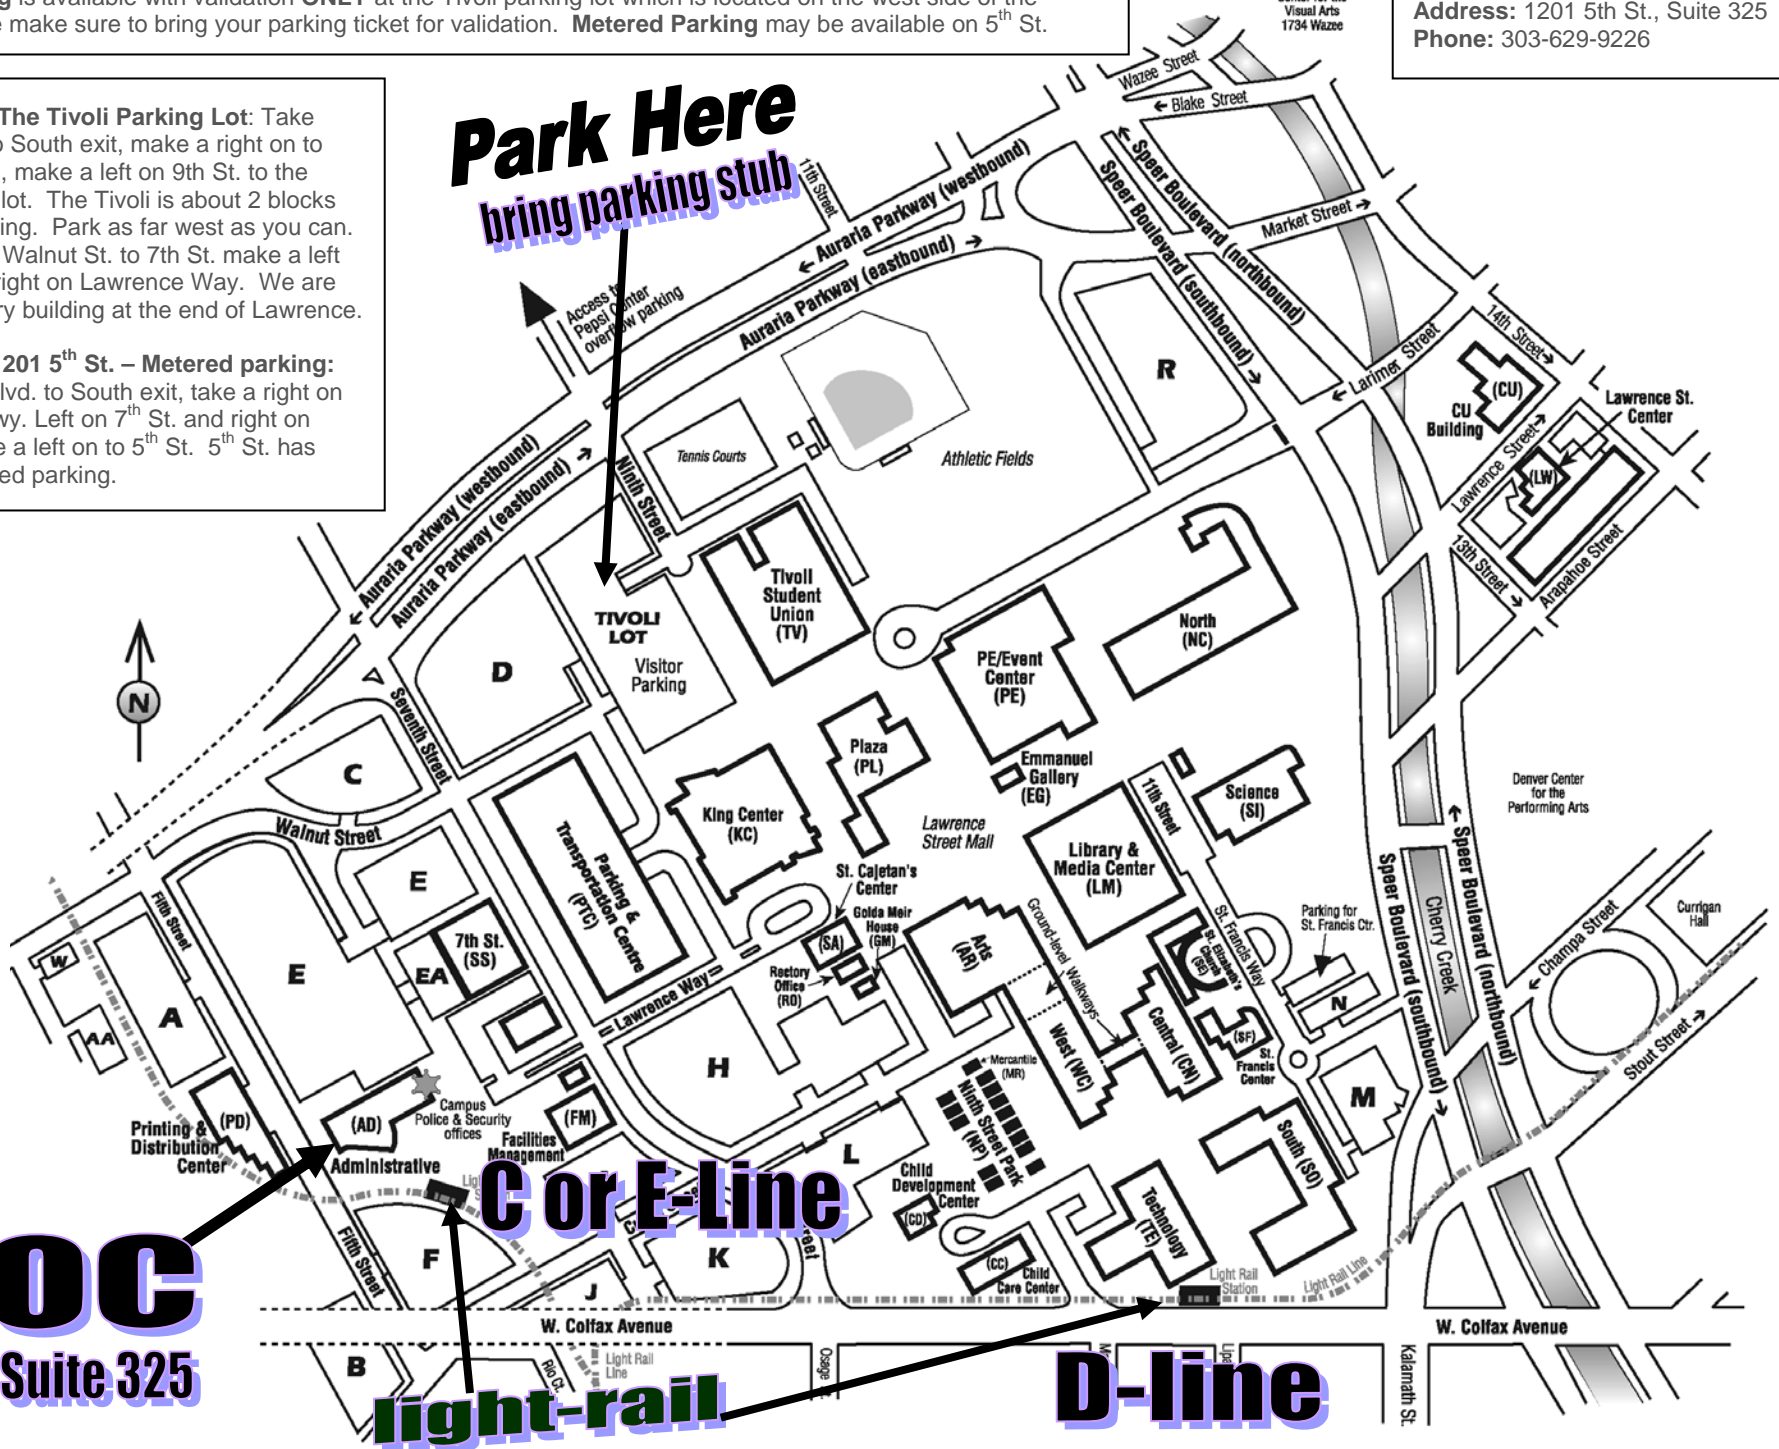 ng is available with validation ONLY at the Tivoli parking lot which is located on the west side of the
e make sure to bring your parking ticket for validation. Metered Parking may be available on 5th St.
Visual Arts
1734 Wazee
Address: 1201 5th St., Suite 325
Phone: 303-629-9226
The Tivoli Parking Lot: Take
o South exit, make a right on to
, make a left on 9th St. to the
lot. The Tivoli is about 2 blocks
ing. Park as far west as you can.
Walnut St. to 7th St. make a left
right on Lawrence Way. We are
ry building at the end of Lawrence.
201 5th St. – Metered parking:
lvd. to South exit, take a right on
wy. Left on 7th St. and right on
e a left on to 5th St. 5th St. has
ed parking.
Park Here
bring parking stub
11th Street
Wazee Street
← Blake Street
Auraria Parkway (westbound)
Auraria Parkway (eastbound)
Speer Boulevard (northbound)
Speer Boulevard (southbound)
Market Street
Access to
Pepsi Center
overflow parking
R
Larimer Street
14th Street
(CU)
CU
Building
Lawrence St.
Center
Lawrence Street
(LW)
13th Street
Arapahoe Street
Tennis Courts
Athletic Fields
Ninth Street
Auraria Parkway (westbound)
Auraria Parkway (eastbound)
TIVOLI
LOT
Visitor
Parking
Tivoli
Student
Union
(TV)
North
(NC)
PE/Event
Center
(PE)
D
N
Seventh Street
C
Walnut Street
Plaza
(PL)
Emmanuel
Gallery
(EG)
Science
(SI)
11th Street
Denver Center
for the
Performing Arts
King Center
(KC)
Lawrence
Street Mall
Library &
Media Center
(LM)
Parking &
Transportation Centre
(PTC)
E
Fifth Street
E
7th St.
(SS)
EA
St. Cajetan's
Center
Golda Meir
House
(GM)
(SA)
Rectory
Office
(RO)
Arts
(AR)
Ground-level Walkways
St. Francis Way
St. Elizabeth's
Church
(SE)
Parking for
St. Francis Ctr.
Speer Boulevard (southbound)
Cherry Creek
Speer Boulevard (northbound)
Champa Street
Currigan
Hall
Stout Street
W
A
AA
Lawrence Way
H
West (WC)
Central (CN)
N
(SF)
St.
Francis
Center
M
Mercantile
(MR)
Ninth Street Park
(NP)
(PD)
Printing &
Distribution
Center
(AD)
Administrative
Campus
Police & Security
offices
(FM)
Facilities
Management
C or E-Line
L
Child
Development
Center
(CD)
(CC)
Child
Care Center
Technology
(TE)
South (SO)
Light Rail
Station
Light Rail Line
OC
Suite 325
Fifth Street
F
K
J
W. Colfax Avenue
W. Colfax Avenue
B
Rio Ct.
Light Rail
Line
light-rail
Osage
D-line
Kalamath St.